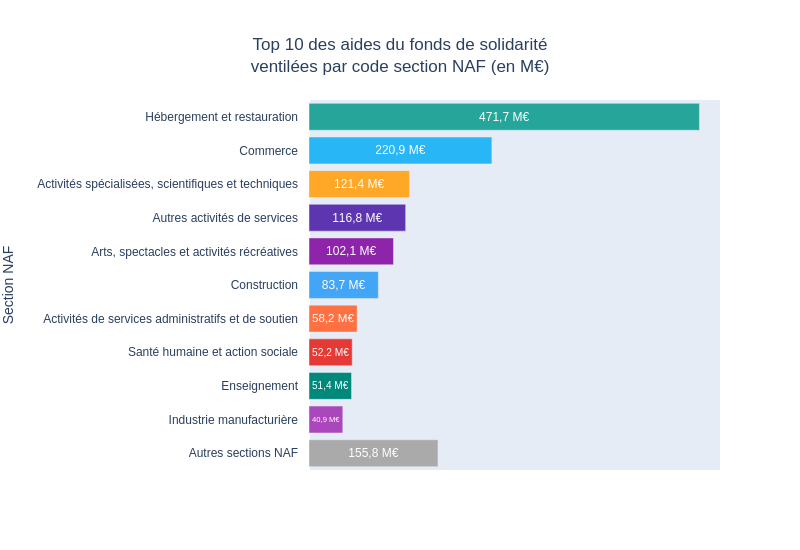 Top 10 des aides du fonds de solidarité
ventilées par code section NAF (en M€)
Section NAF
Hébergement et restauration 471,7 M€
Commerce 220,9 M€
Activités spécialisées, scientifiques et techniques 121,4 M€
Autres activités de services 116,8 M€
Arts, spectacles et activités récréatives 102,1 M€
Construction 83,7 M€
Activités de services administratifs et de soutien 58,2 M€
Santé humaine et action sociale 52,2 M€
Enseignement 51,4 M€
Industrie manufacturière 40,9 M€
Autres sections NAF 155,8 M€